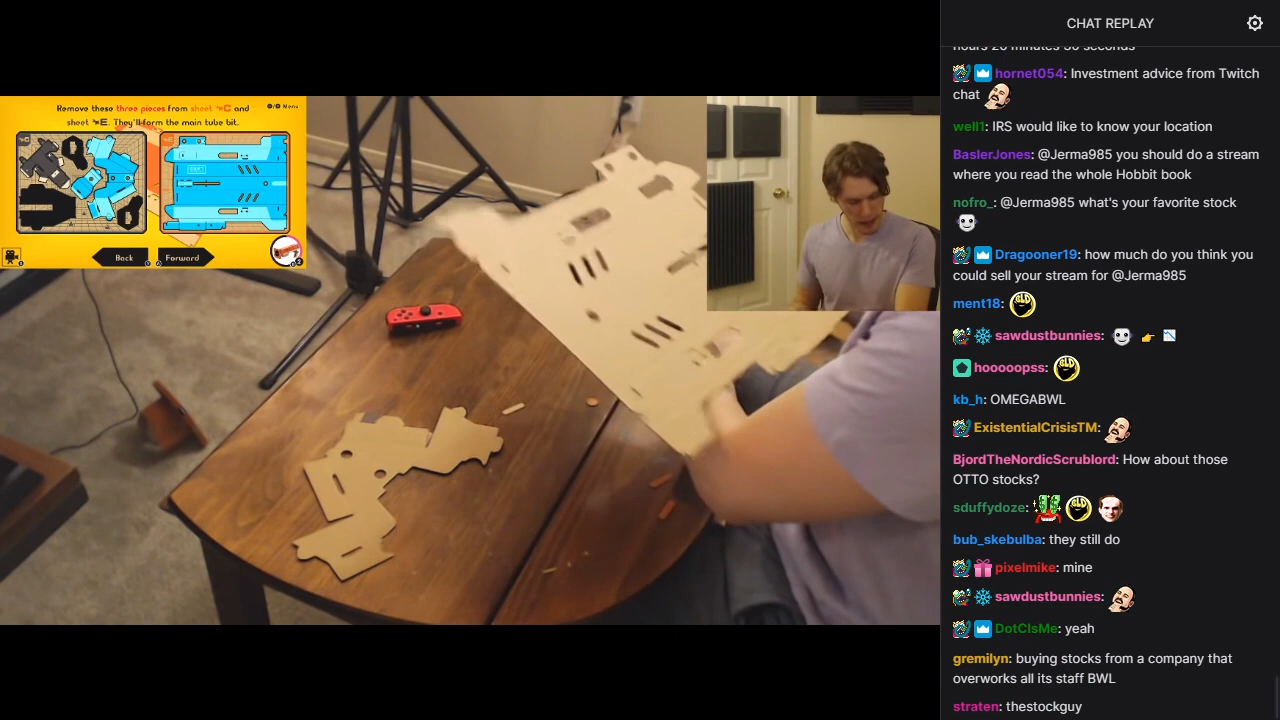 Remove these three pieces from sheet C and
Menu
sheet E. They'll form the main tube bit.
Back
Forward
CHAT REPLAY
hours 20 minutes 30 seconds
hornet054: Investment advice from Twitch
chat
well1: IRS would like to know your location
BaslerJones: @Jerma985 you should do a stream
where you read the whole Hobbit book
nofro_: @Jerma985 what's your favorite stock
Dragooner19: how much do you think you
could sell your stream for @Jerma985
ment18:
sawdustbunnies:
hooooopss:
kb_h: OMEGABWL
ExistentialCrisisTM:
BjordTheNordicScrublord: How about those
OTTO stocks?
sduffydoze:
bub_skebulba: they still do
pixelmike: mine
sawdustbunnies:
DotClsMe: yeah
gremilyn: buying stocks from a company that
overworks all its staff BWL
straten: thestockguy